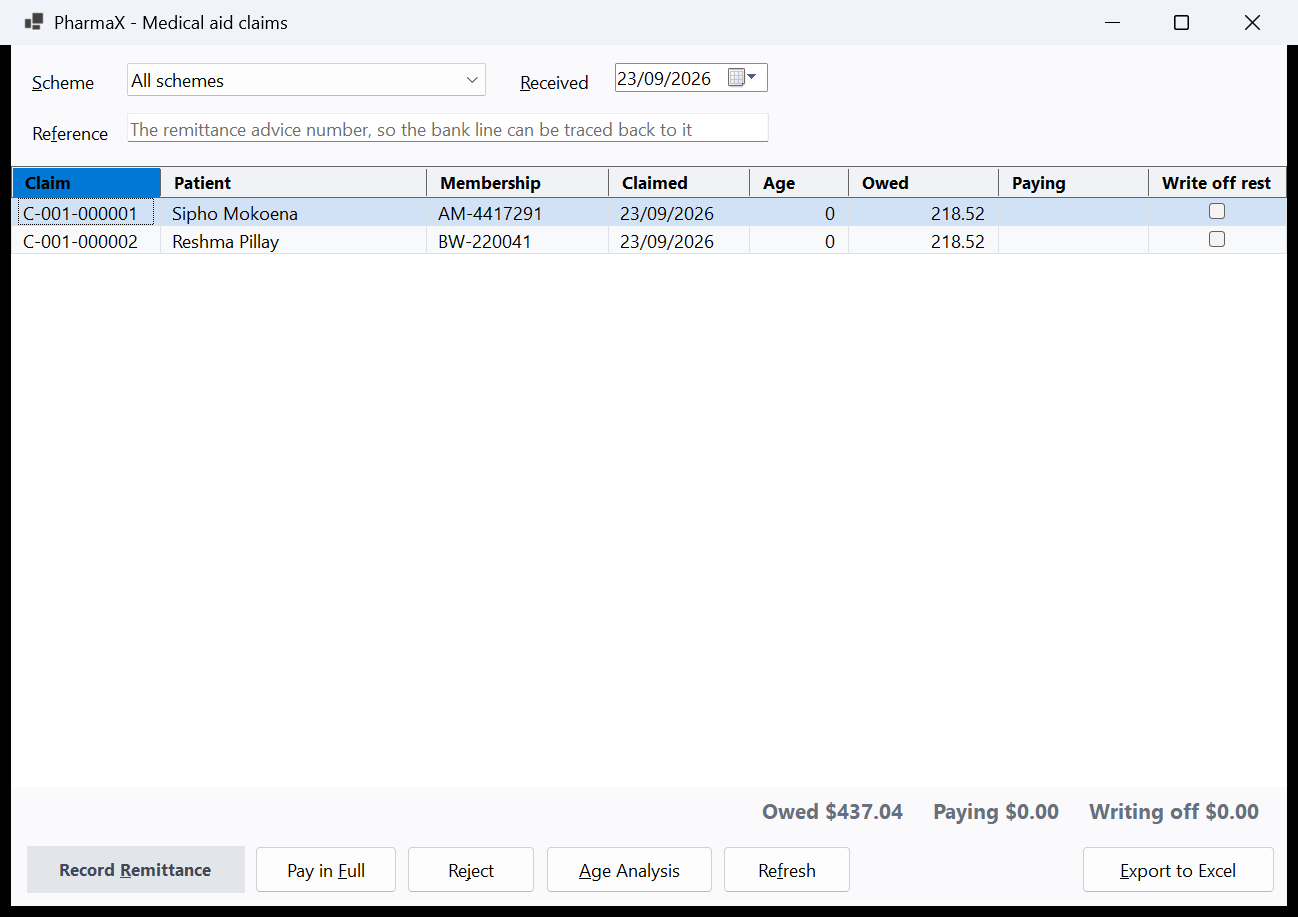 PharmaX - Medical aid claims
Scheme All schemes Received 23/09/2026
Reference The remittance advice number, so the bank line can be traced back to it
Claim Patient Membership Claimed Age Owed Paying Write off rest
C-001-000001 Sipho Mokoena AM-4417291 23/09/2026 0 218.52
C-001-000002 Reshma Pillay BW-220041 23/09/2026 0 218.52
Owed $437.04 Paying $0.00 Writing off $0.00
Record Remittance Pay in Full Reject Age Analysis Refresh Export to Excel